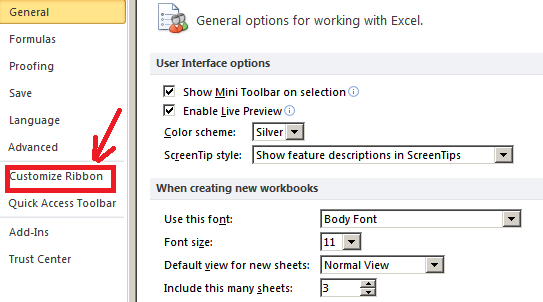 General
Formulas
Proofing
Save
Language
Advanced
Customize Ribbon
Quick Access Toolbar
Add-Ins
Trust Center
General options for working with Excel.
User Interface options
Show Mini Toolbar on selection
Enable Live Preview
Color scheme: Silver
ScreenTip style: Show feature descriptions in ScreenTips
When creating new workbooks
Use this font: Body Font
Font size: 11
Default view for new sheets: Normal View
Include this many sheets: 3